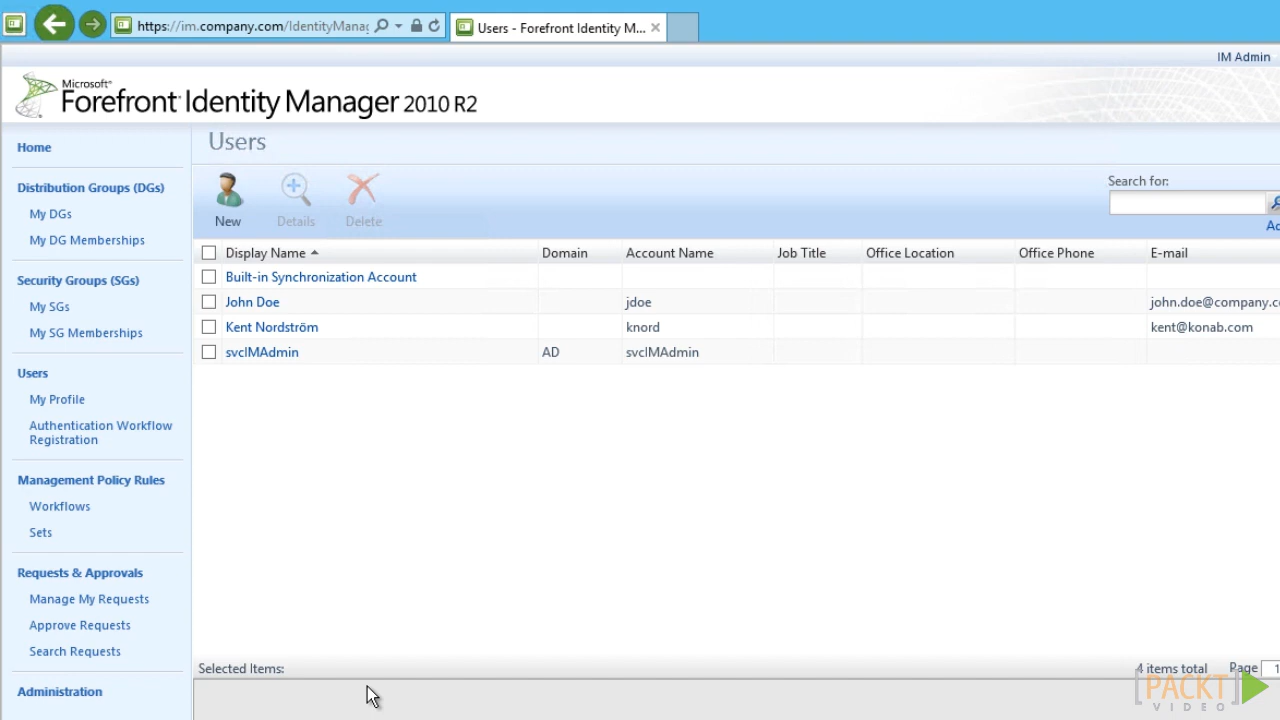 https://im.company.com/IdentityManag
Users - Forefront Identity M...
IM Admin
Microsoft®
Forefront Identity Manager 2010 R2
Home
Distribution Groups (DGs)
My DGs
My DG Memberships
Security Groups (SGs)
My SGs
My SG Memberships
Users
My Profile
Authentication Workflow
Registration
Management Policy Rules
Workflows
Sets
Requests & Approvals
Manage My Requests
Approve Requests
Search Requests
Administration
Users
New Details Delete
Search for:
Display Name Domain Account Name Job Title Office Location Office Phone E-mail
Built-in Synchronization Account
John Doe jdoe john.doe@company.c
Kent Nordström knord kent@konab.com
svcIMAdmin AD svcIMAdmin
Selected Items:
4 items total Page 1
[PACKT]
VIDEO